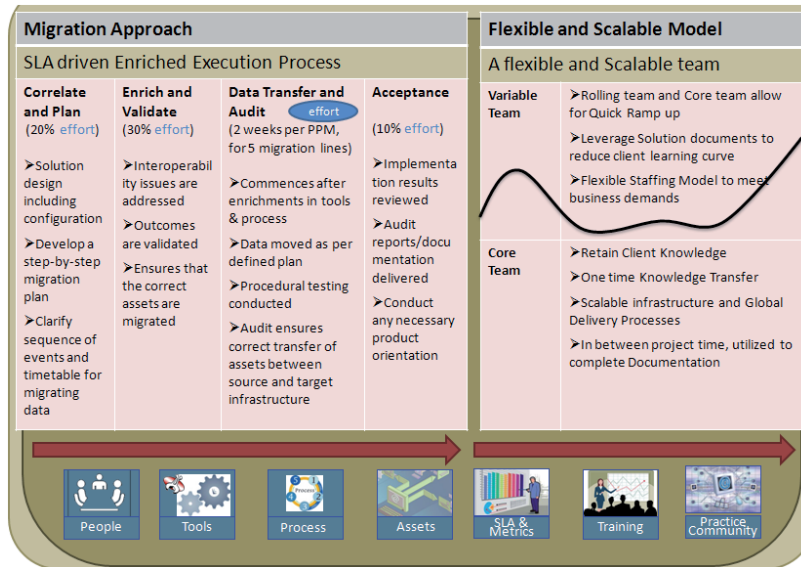 Migration Approach
SLA driven Enriched Execution Process
Correlate
and Plan
(20% effort)
➤Solution
design
including
configuration
➤Develop a
step-by-step
migration
plan
➤Clarify
sequence of
events and
timetable for
migrating
data
Enrich and
Validate
(30% effort)
➤Interoperabil
ity issues are
addressed
➤Outcomes
are validated
➤Ensures that
the correct
assets are
migrated
Data Transfer and
Audit
effort
(2 weeks per PPM,
for 5 migration lines)
➤Commences after
enrichments in tools
& process
➤Data moved as per
defined plan
➤Procedural testing
conducted
➤Audit ensures
correct transfer of
assets between
source and target
infrastructure
Acceptance
(10% effort)
➤Implementa
tion results
reviewed
➤Audit
reports/docu
mentation
delivered
➤Conduct
any necessary
product
orientation
Flexible and Scalable Model
A flexible and Scalable team
Variable
Team
➤Rolling team and Core team allow
for Quick Ramp up
➤Leverage Solution documents to
reduce client learning curve
➤Flexible Staffing Model to meet
business demands
Core
Team
➤Retain Client Knowledge
➤One time Knowledge Transfer
➤Scalable infrastructure and Global
Delivery Processes
➤In between project time, utilized to
complete Documentation
People
Tools
Process
5
1
4
2
3
Process
Assets
SLA &
Metrics
Training
Practice
Community